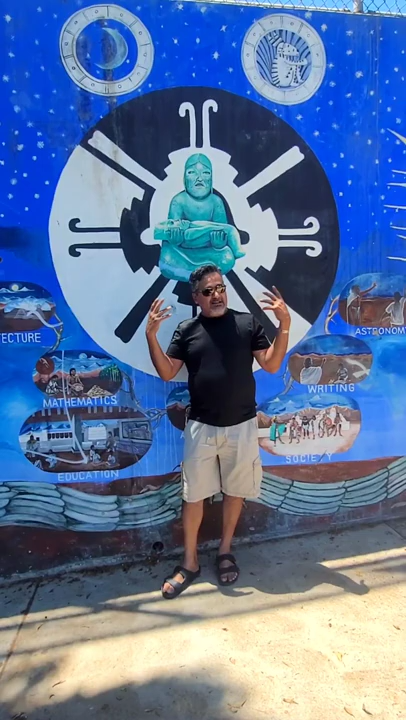 ECTURE
ASTRONOM
MATHEMATICS
WRITING
EDUCATION
SOCIETY